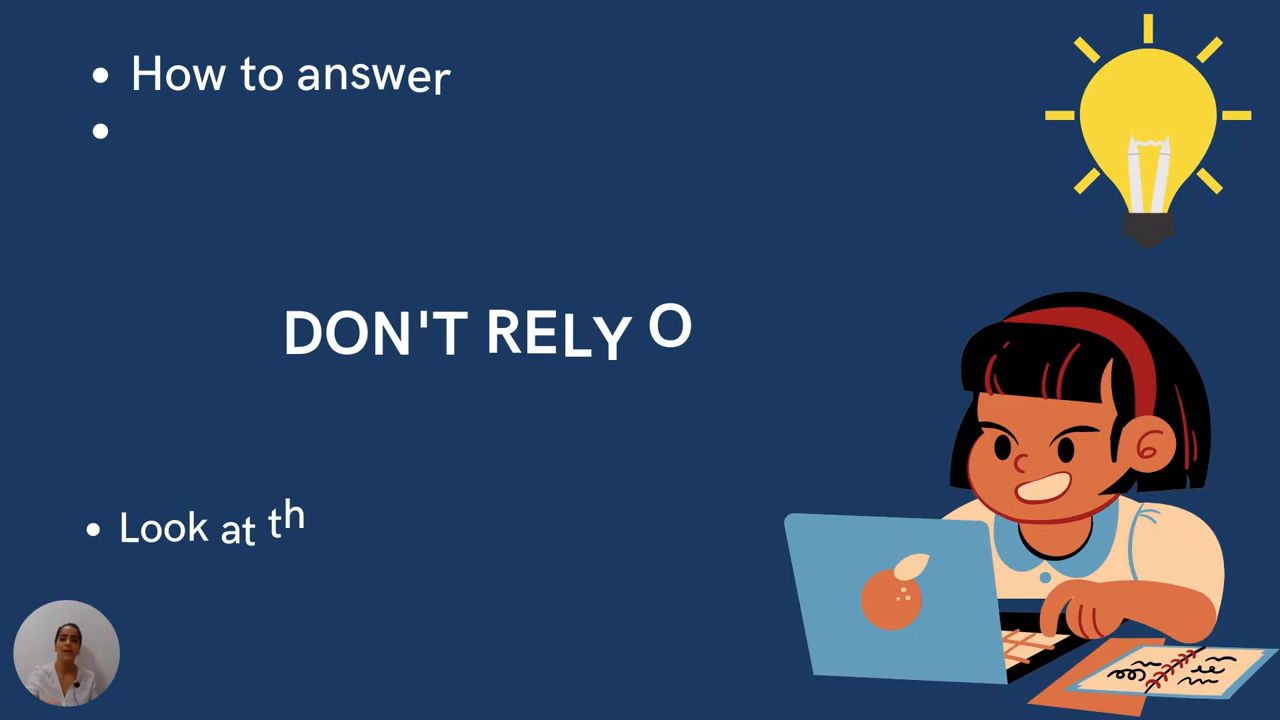 • How to answer
•
DON'T RELY O
• Look at th